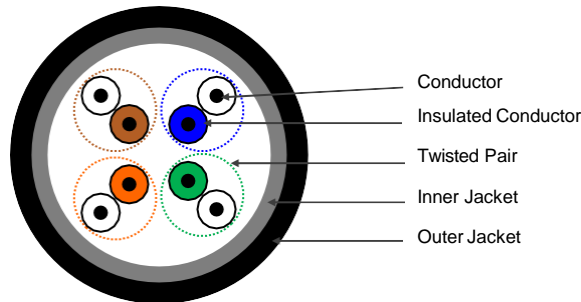 Conductor
Insulated Conductor
Twisted Pair
Inner Jacket
Outer Jacket